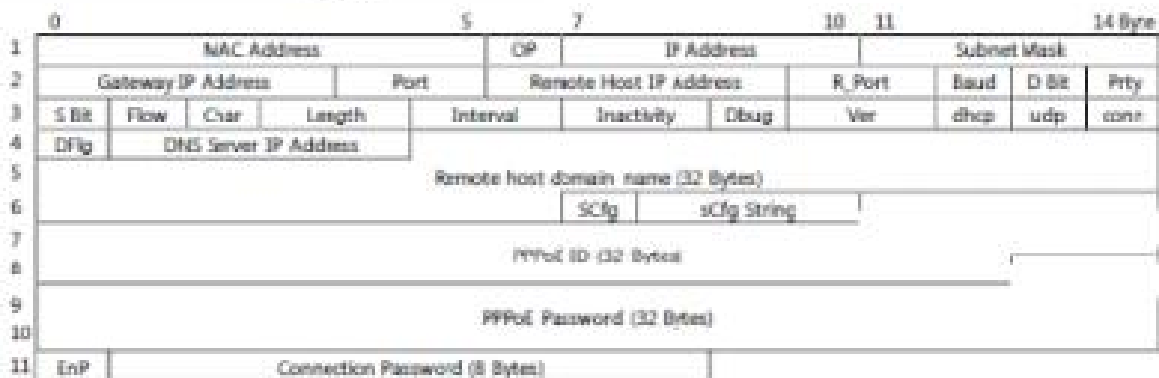 0 5 7 10 11 14 Byte
1 MAC Address OP IP Address Subnet Mask
2 Gateway IP Address Port Remote Host IP Address R_Port Baud D Bit Prty
3 S Bit Flow Char Length Interval Inactivity Dbug Ver dhcp udp conn
4 DFlg DNS Server IP Address
5 Remote host domain name (32 Bytes)
6 SCfg sCfg String
7
PPPoE ID (32 Bytes)
8
9
PPPoE Password (32 Bytes)
10
11 EnP Connection Password (8 Bytes)